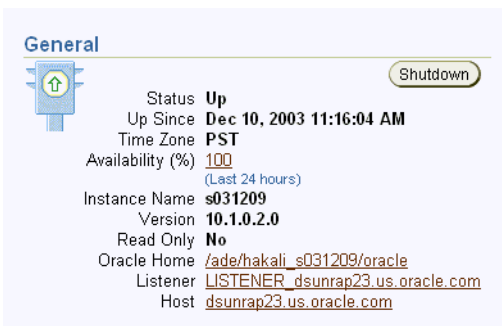 General
Shutdown
Status Up
Up Since Dec 10, 2003 11:16:04 AM
Time Zone PST
Availability (%) 100
(Last 24 hours)
Instance Name s031209
Version 10.1.0.2.0
Read Only No
Oracle Home /ade/hakali_s031209/oracle
Listener LISTENER_dsunrap23.us.oracle.com
Host dsunrap23.us.oracle.com